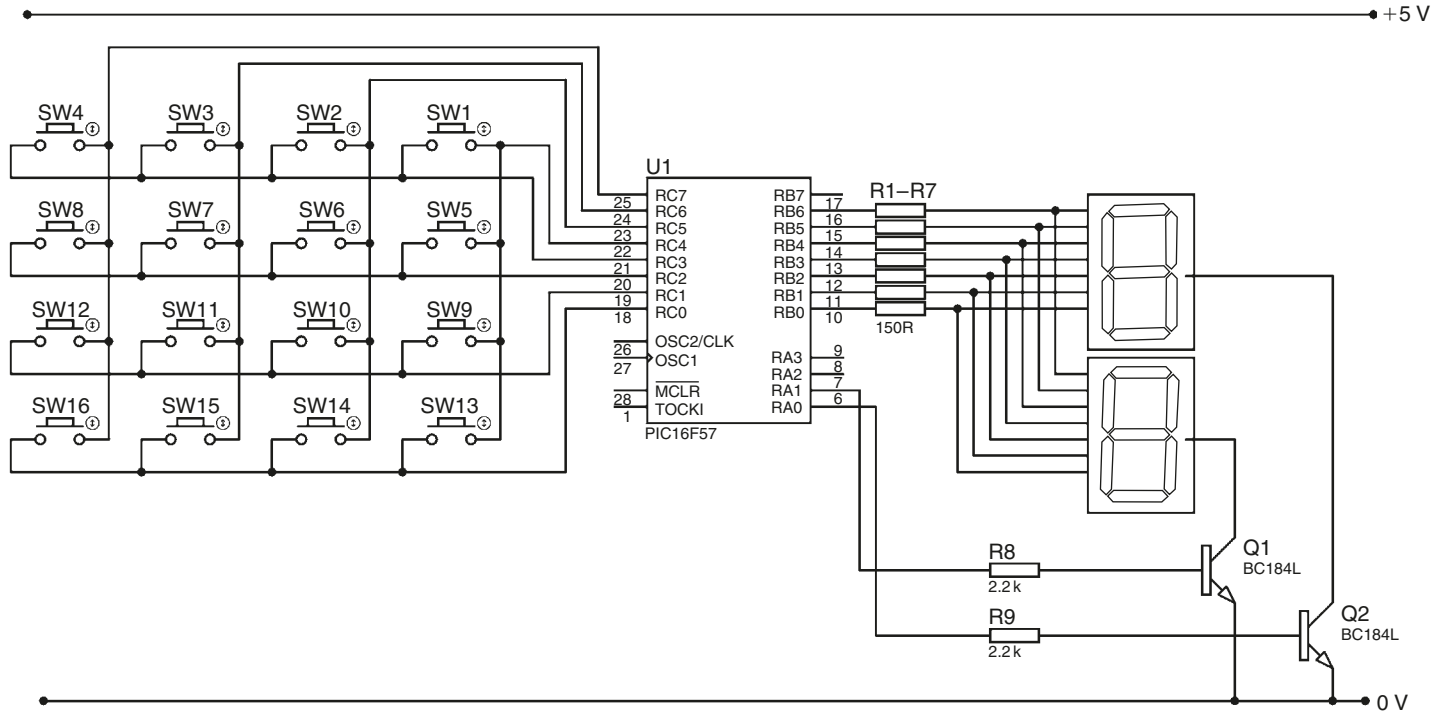 +5 V
SW4 SW3 SW2 SW1
SW8 SW7 SW6 SW5
SW12 SW11 SW10 SW9
SW16 SW15 SW14 SW13
U1
RC7
25 RC6
24 RC5
23 RC4
22 RC3
21 RC2
20 RC1
19 RC0
18
OSC2/CLK
26 OSC1
27
MCLR
28 TOCKI
1
PIC16F57
RB7
RB6 17
RB5 16
RB4 15
RB3 14
RB2 13
RB1 12
RB0 11
10
RA3 9
RA2 8
RA1 7
RA0 6
R1–R7
150R
R8
2.2 k
R9
2.2 k
Q1
BC184L
Q2
BC184L
0 V